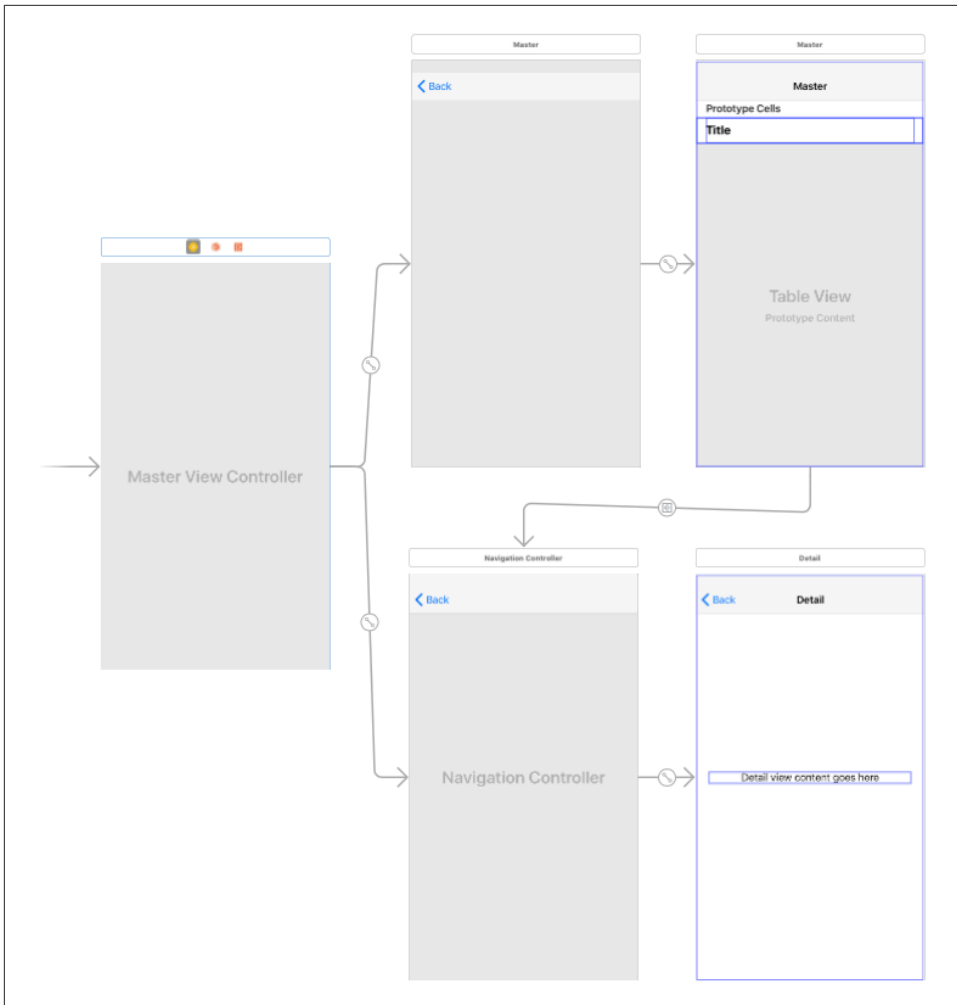 Master
Back
Master
Master
Prototype Cells
Title
Table View
Prototype Content
Master View Controller
Navigation Controller
Back
Navigation Controller
Detail
Back
Detail
Detail view content goes here